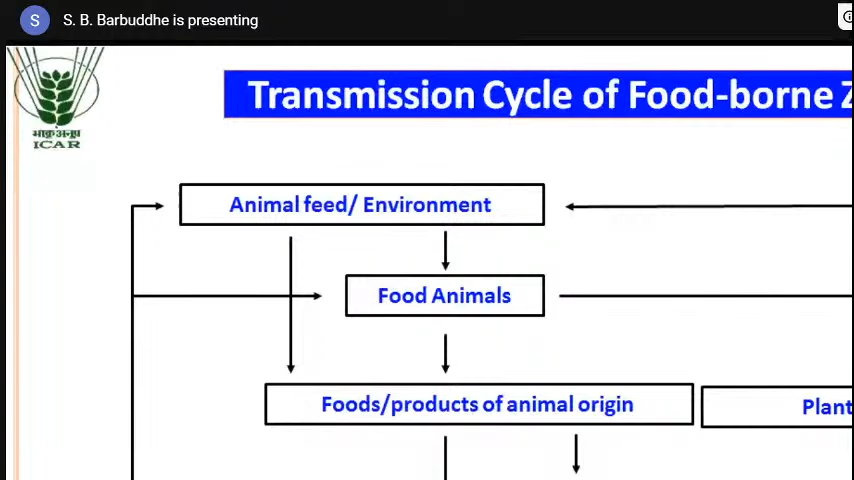 S
S. B. Barbuddhe is presenting
भाकृअनुप
ICAR
Transmission Cycle of Food-borne Z
Animal feed/ Environment
Food Animals
Foods/products of animal origin
Plant